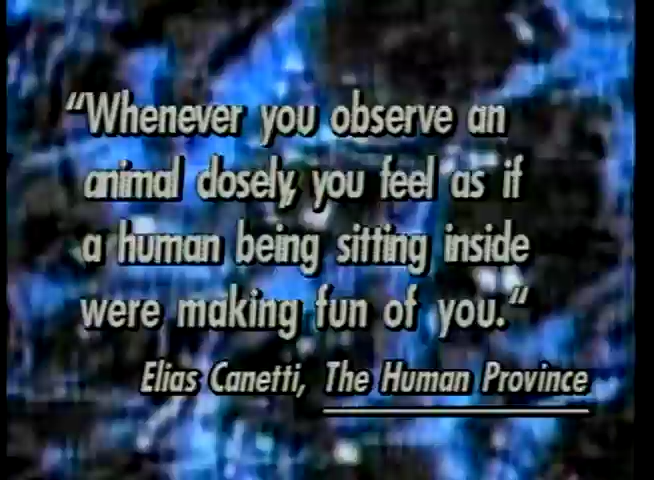 “Whenever you observe an
animal closely, you feel as if
a human being sitting inside
were making fun of you.“
Elias Canetti, The Human Province